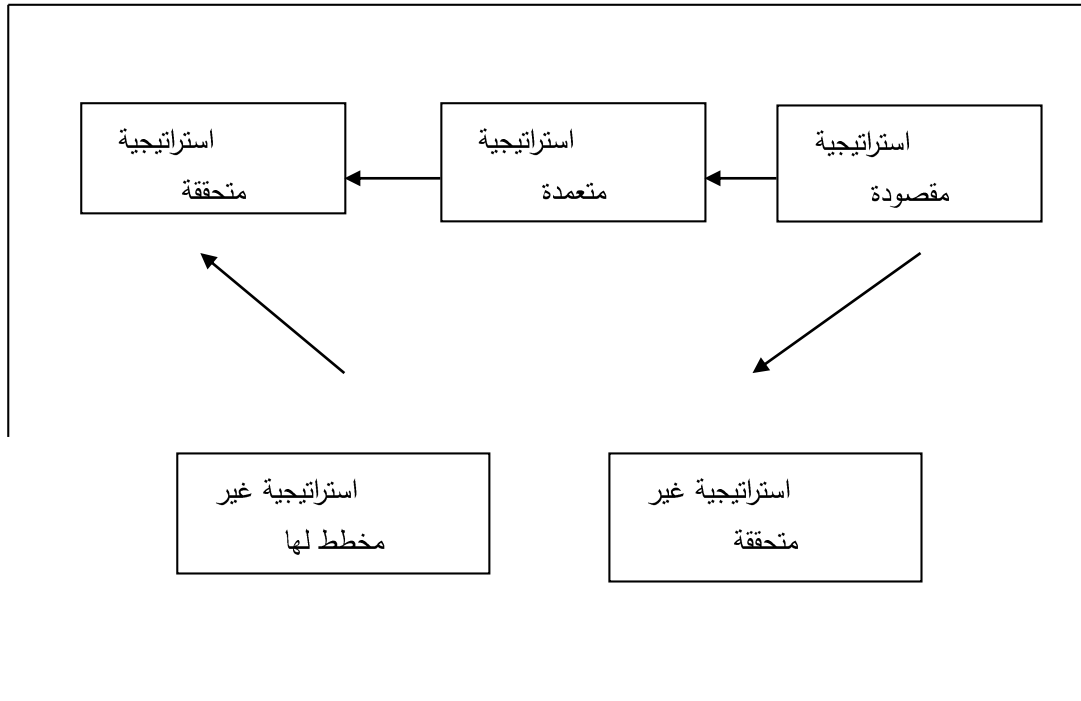 استراتيجية
مقصودة
استراتيجية
متعمدة
استراتيجية
متحققة
استراتيجية غير
متحققة
استراتيجية غير
مخطط لها